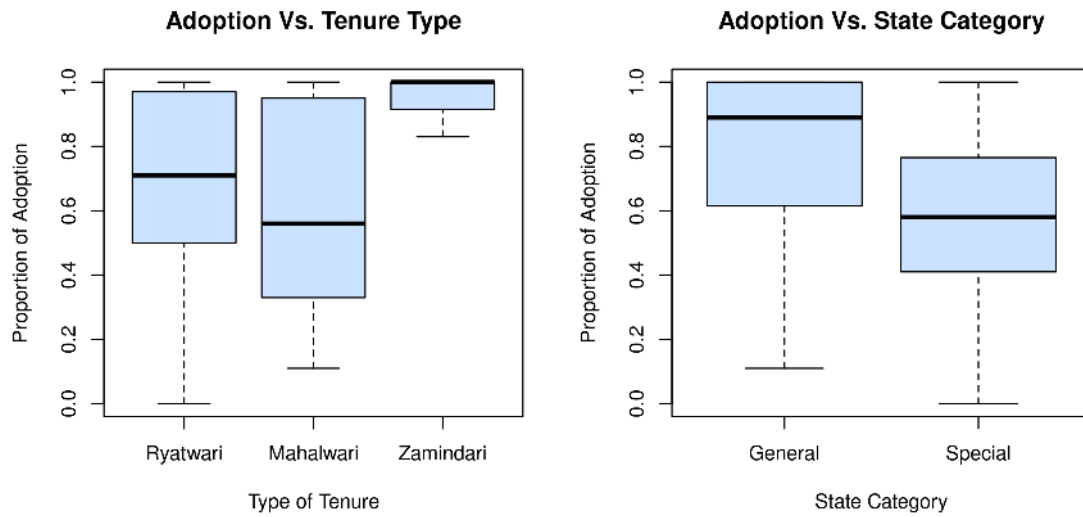 Adoption Vs. Tenure Type
Proportion of Adoption
1.0
0.8
0.6
0.4
0.2
0.0
Ryatwari Mahalwari Zamindari
Type of Tenure
Adoption Vs. State Category
Proportion of Adoption
1.0
0.8
0.6
0.4
0.2
0.0
General Special
State Category